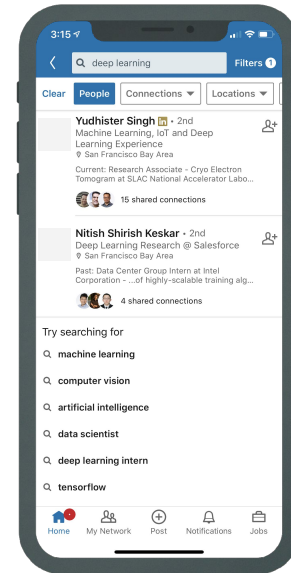 3:15
deep learning
Filters 1
Clear People Connections Locations
Yudhister Singh in • 2nd
Machine Learning, IoT and Deep
Learning Experience
San Francisco Bay Area
Current: Research Associate - Cryo Electron
Tomogram at SLAC National Accelerator Labo...
15 shared connections
Nitish Shirish Keskar • 2nd
Deep Learning Research @ Salesforce
San Francisco Bay Area
Past: Data Center Group Intern at Intel
Corporation - ...of highly-scalable training alg...
4 shared connections
Try searching for
machine learning
computer vision
artificial intelligence
data scientist
deep learning intern
tensorflow
Home My Network Post Notifications Jobs